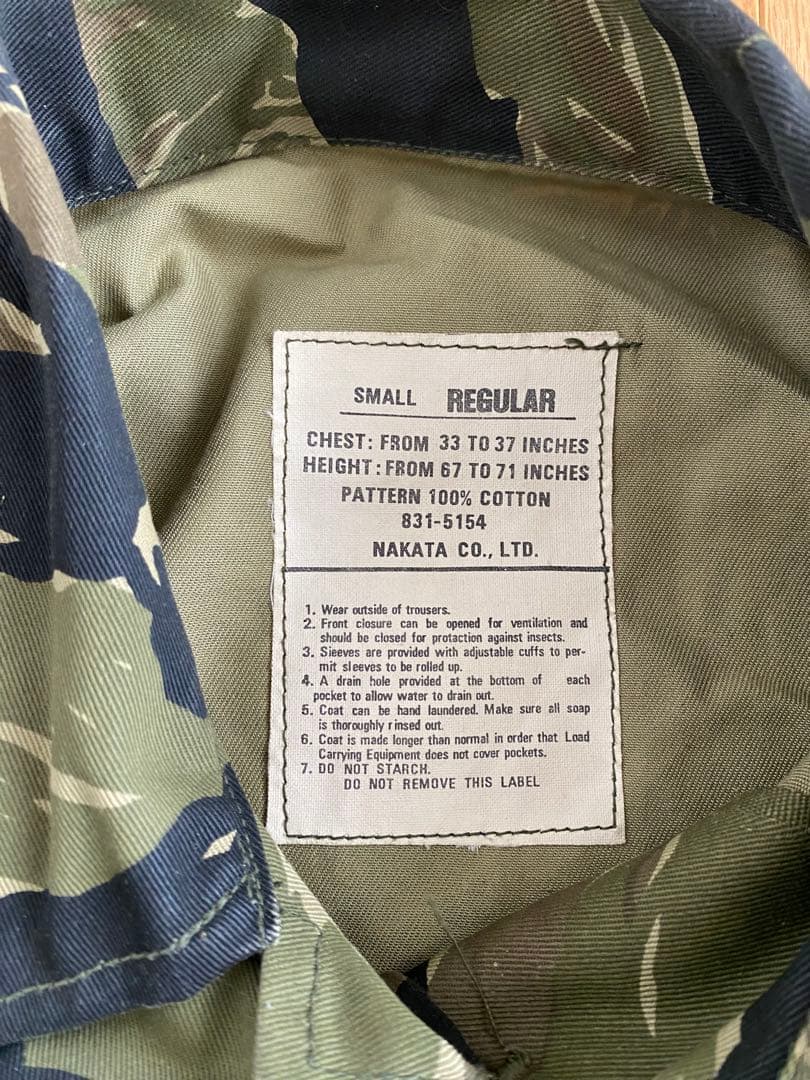 SMALL REGULAR
CHEST: FROM 33 TO 37 INCHES
HEIGHT: FROM 67 TO 71 INCHES
PATTERN 100% COTTON
831-5154
NAKATA CO., LTD.
1. Wear outside of trousers.
2. Front closure can be opened for ventilation and
should be closed for protaction against insects.
3. Sieeves are provided with adjustable cuffs to per-
mit sleeves to be rolled up.
4. A drain hole provided at the bottom of each
pocket to allow water to drain out.
5. Coat can be hand laundered. Make sure all soap
is thoroughly rinsed out.
6. Coat is made longer than normal in order that Load
Carrying Equipment does not cover pockets.
7. DO NOT STARCH.
DO NOT REMOVE THIS LABEL